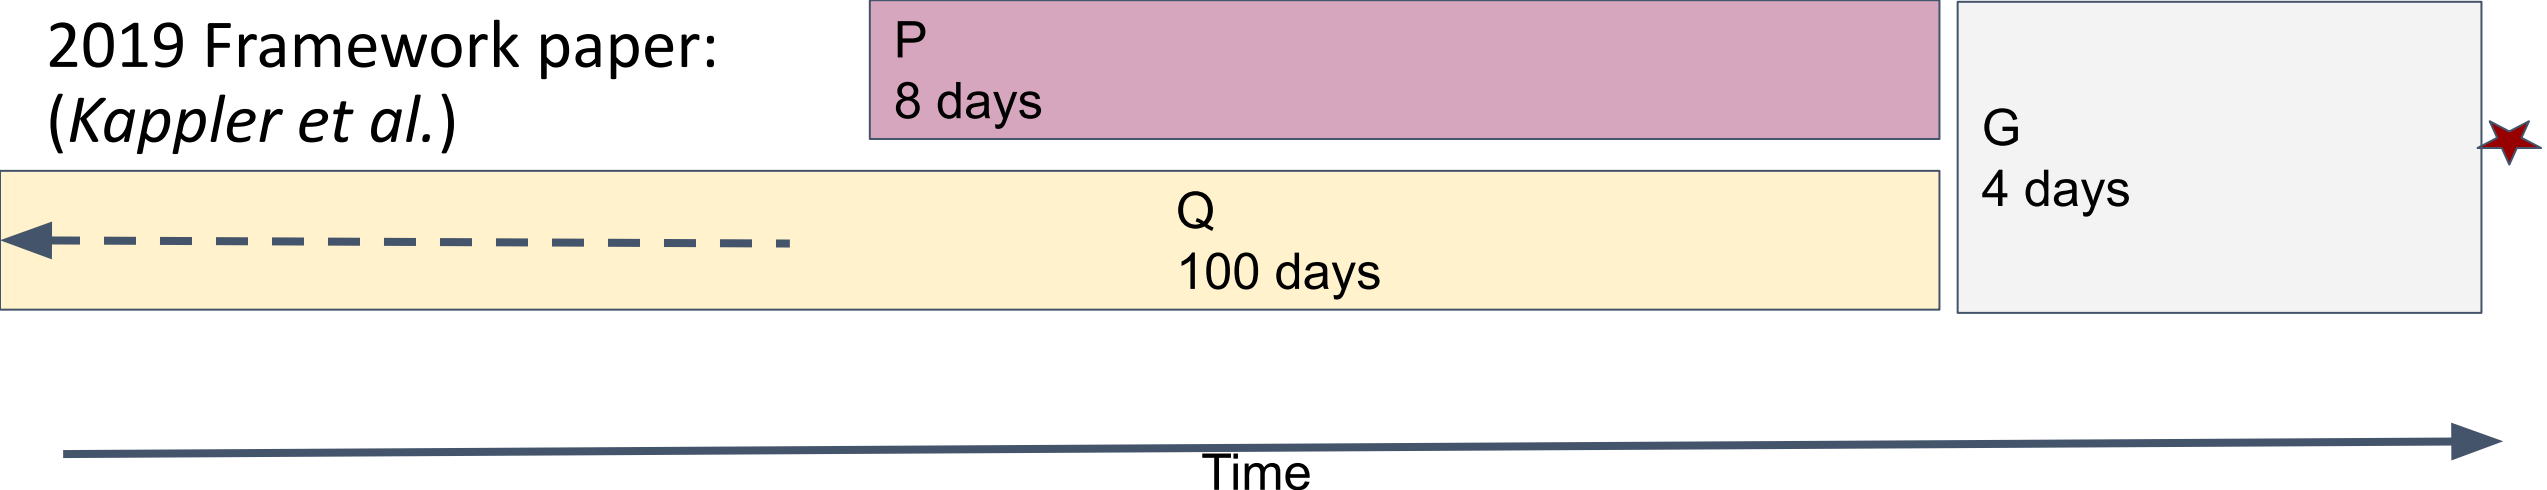 2019 Framework paper:
(Kappler et al.)
P
8 days
Q
100 days
G
4 days
Time